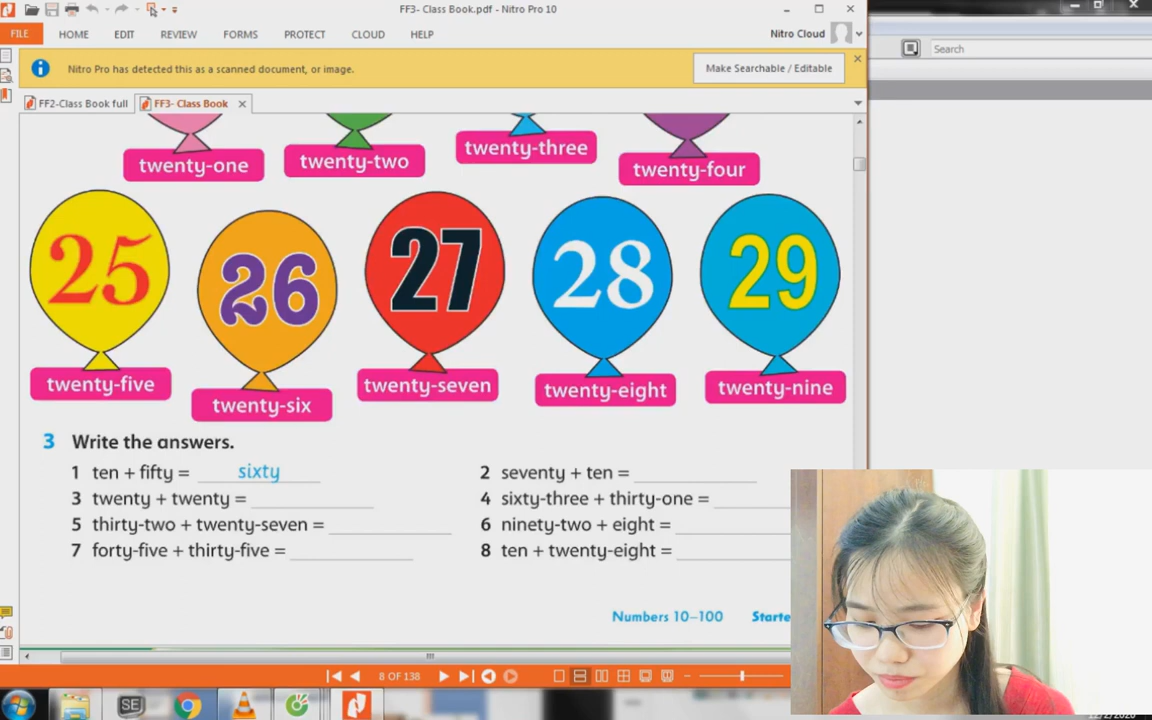 FF3- Class Book.pdf - Nitro Pro 10
FILE HOME EDIT REVIEW FORMS PROTECT CLOUD HELP
Nitro Cloud
Search
Nitro Pro has detected this as a scanned document, or image.
Make Searchable / Editable
FF2-Class Book full
FF3- Class Book
twenty-one
twenty-two
twenty-three
twenty-four
25
26
27
28
29
twenty-five
twenty-six
twenty-seven
twenty-eight
twenty-nine
3 Write the answers.
1 ten + fifty = sixty
2 seventy + ten =
3 twenty + twenty =
4 sixty-three + thirty-one =
5 thirty-two + twenty-seven =
6 ninety-two + eight =
7 forty-five + thirty-five =
8 ten + twenty-eight =
Numbers 10–100
8 OF 138
SE